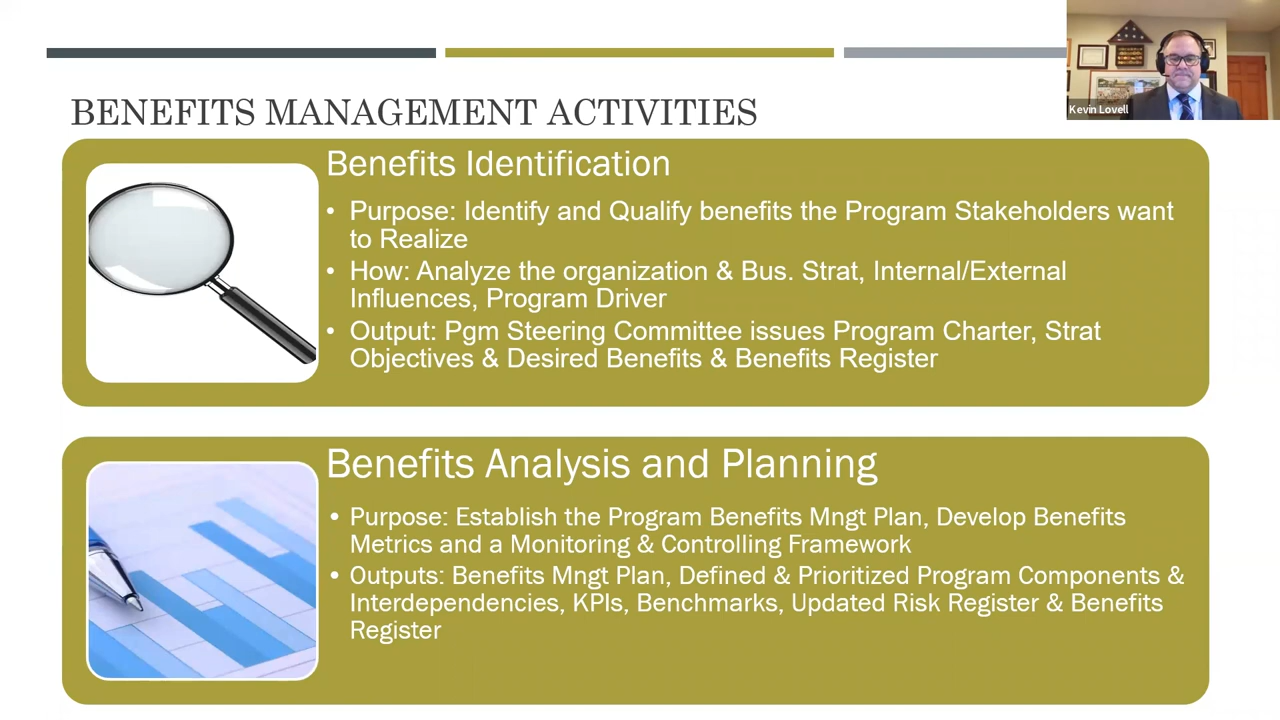 BENEFITS MANAGEMENT ACTIVITIES
Kevin Lovell
Benefits Identification
• Purpose: Identify and Qualify benefits the Program Stakeholders want
to Realize
• How: Analyze the organization & Bus. Strat, Internal/External
Influences, Program Driver
• Output: Pgm Steering Committee issues Program Charter, Strat
Objectives & Desired Benefits & Benefits Register
Benefits Analysis and Planning
• Purpose: Establish the Program Benefits Mngt Plan, Develop Benefits
Metrics and a Monitoring & Controlling Framework
• Outputs: Benefits Mngt Plan, Defined & Prioritized Program Components &
Interdependencies, KPIs, Benchmarks, Updated Risk Register & Benefits
Register